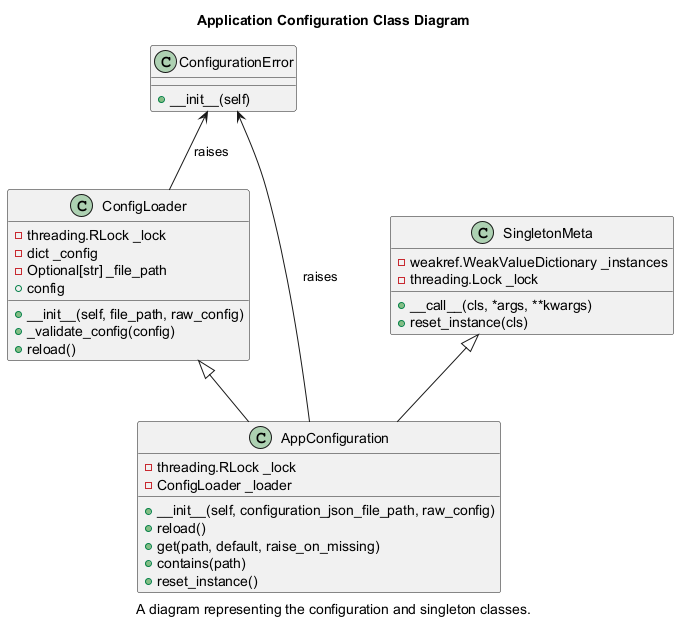 Application Configuration Class Diagram
C ConfigurationError
__init__(self)
raises
C ConfigLoader
threading.RLock _lock
dict _config
Optional[str] _file_path
config
__init__(self, file_path, raw_config)
_validate_config(config)
reload()
raises
C SingletonMeta
weakref.WeakValueDictionary _instances
threading.Lock _lock
__call__(cls, *args, **kwargs)
reset_instance(cls)
C AppConfiguration
threading.RLock _lock
ConfigLoader _loader
__init__(self, configuration_json_file_path, raw_config)
reload()
get(path, default, raise_on_missing)
contains(path)
reset_instance()
A diagram representing the configuration and singleton classes.